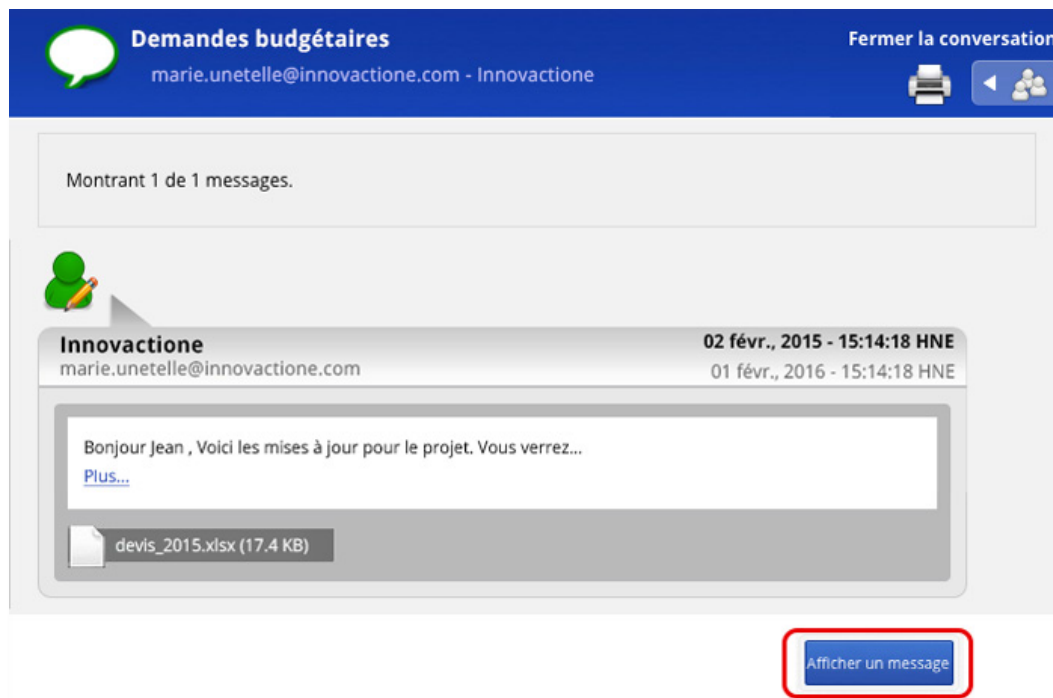 Demandes budgétaires
Fermer la conversation
marie.unetelle@innovactione.com - Innovactione
Montrant 1 de 1 messages.
Innovactione
02 févr., 2015 - 15:14:18 HNE
marie.unetelle@innovactione.com
01 févr., 2016 - 15:14:18 HNE
Bonjour Jean , Voici les mises à jour pour le projet. Vous verrez...
Plus...
devis_2015.xlsx (17.4 KB)
Afficher un message